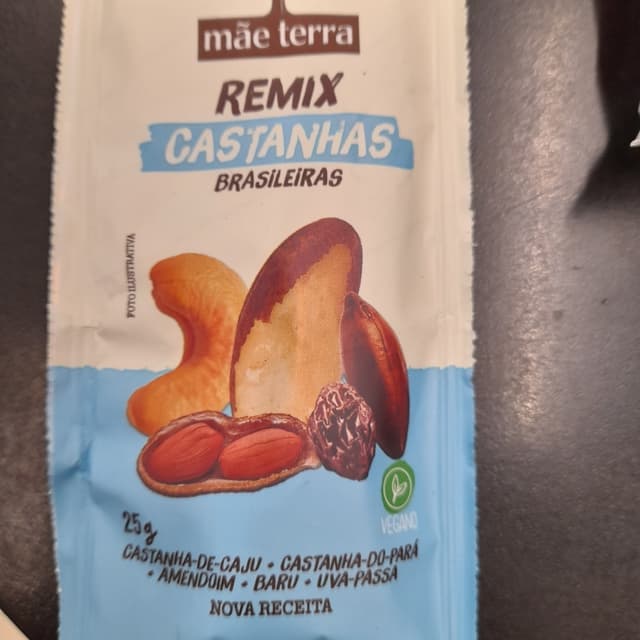 mãe terra
REMIX
CASTANHAS
BRASILEIRAS
FOTO ILUSTRATIVA
VEGANO
25g
CASTANHA-DE-CAJU • CASTANHA-DO-PARÁ
• AMENDOIM • BARU • UVA-PASSA
NOVA RECEITA